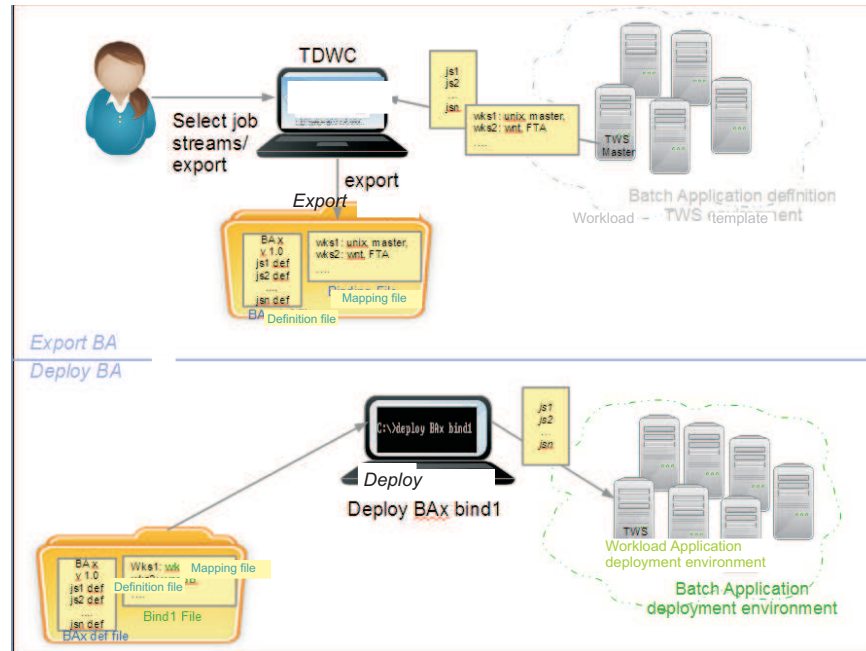 TDWC
Select job
streams/
export
js1
js2
...
jsn
wks1: unix, master,
wks2: wnt, FTA
....
TWS
Master
Batch Application definition
Workload - template
TWS
export
Export
BAx
v 1.0
js1 def
js2 def
....
jsn def
wks1: unix, master,
wks2: wnt, FTA
....
Mapping file
Definition file
Export BA
Deploy BA
C:\>deploy BAx bind1
Deploy
Deploy BAx bind1
js1
js2
...
jsn
TWS
Workload Application
deployment environment
Batch Application
deployment environment
BAx
v 1.0
js1 def
js2 def
....
jsn def
Wks1:
Mapping file
Definition file
....
Bind1 File
BAx def file